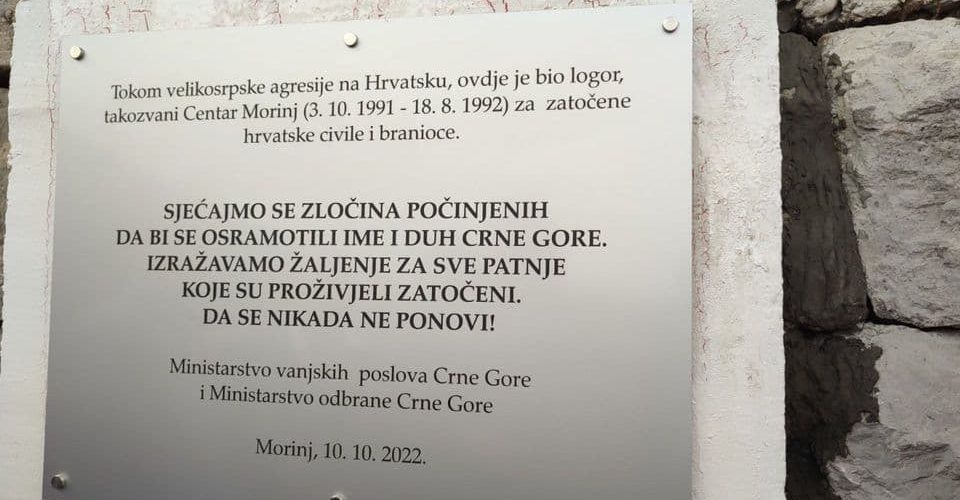 Tokom velikosrpske agresije na Hrvatsku, ovdje je bio logor,
takozvani Centar Morinj (3. 10. 1991 - 18. 8. 1992) za zatočene
hrvatske civile i branioce.
SJEĆAJMO SE ZLOČINA POČINJENIH
DA BI SE OSRAMOTILI IME I DUH CRNE GORE.
IZRAŽAVAMO ŽALJENJE ZA SVE PATNJE
KOJE SU PROŽIVJELI ZATOČENI.
DA SE NIKADA NE PONOVI!
Ministarstvo vanjskih poslova Crne Gore
i Ministarstvo odbrane Crne Gore
Morinj, 10. 10. 2022.